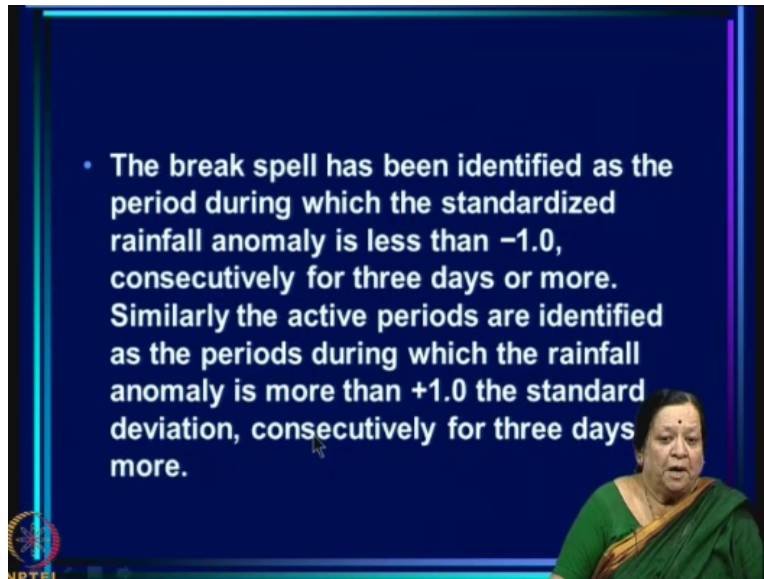 • The break spell has been identified as the
period during which the standardized
rainfall anomaly is less than −1.0,
consecutively for three days or more.
Similarly the active periods are identified
as the periods during which the rainfall
anomaly is more than +1.0 the standard
deviation, consecutively for three days
more.
NPTEL